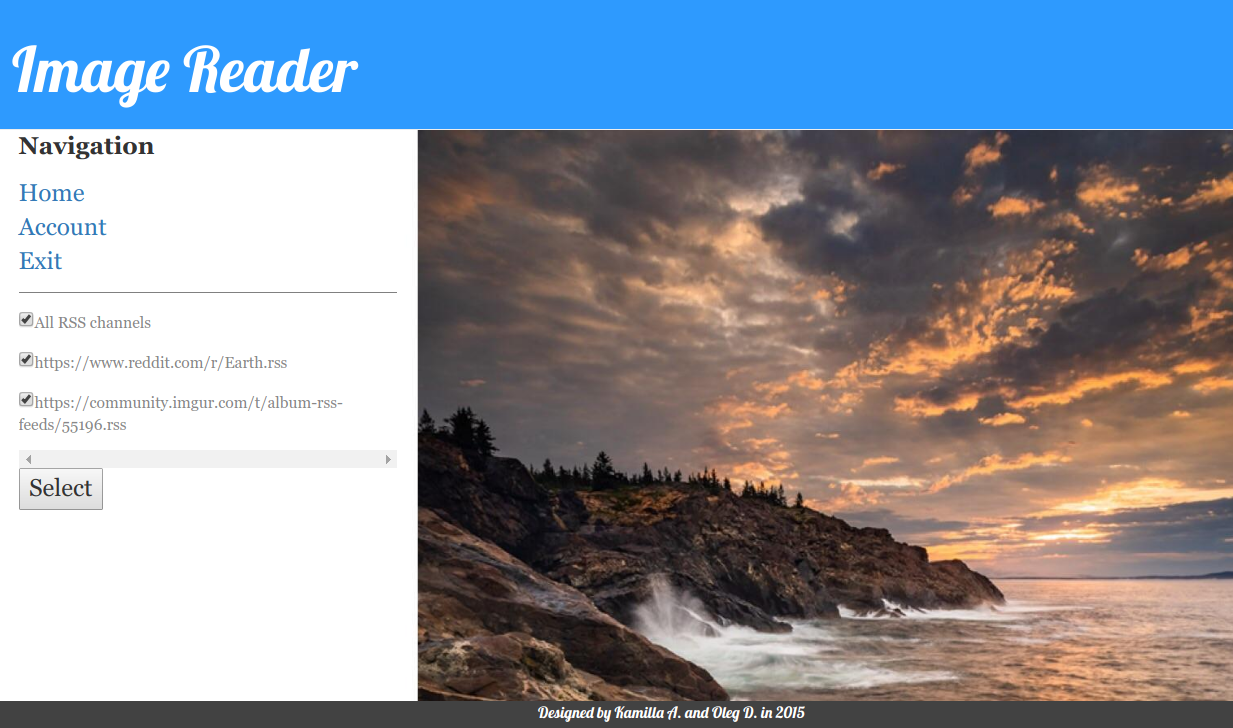 Image Reader
Navigation
Home
Account
Exit
All RSS channels
https://www.reddit.com/r/Earth.rss
https://community.imgur.com/t/album-rss-
feeds/55196.rss
Select
Designed by Kamilla A. and Oleg D. in 2015